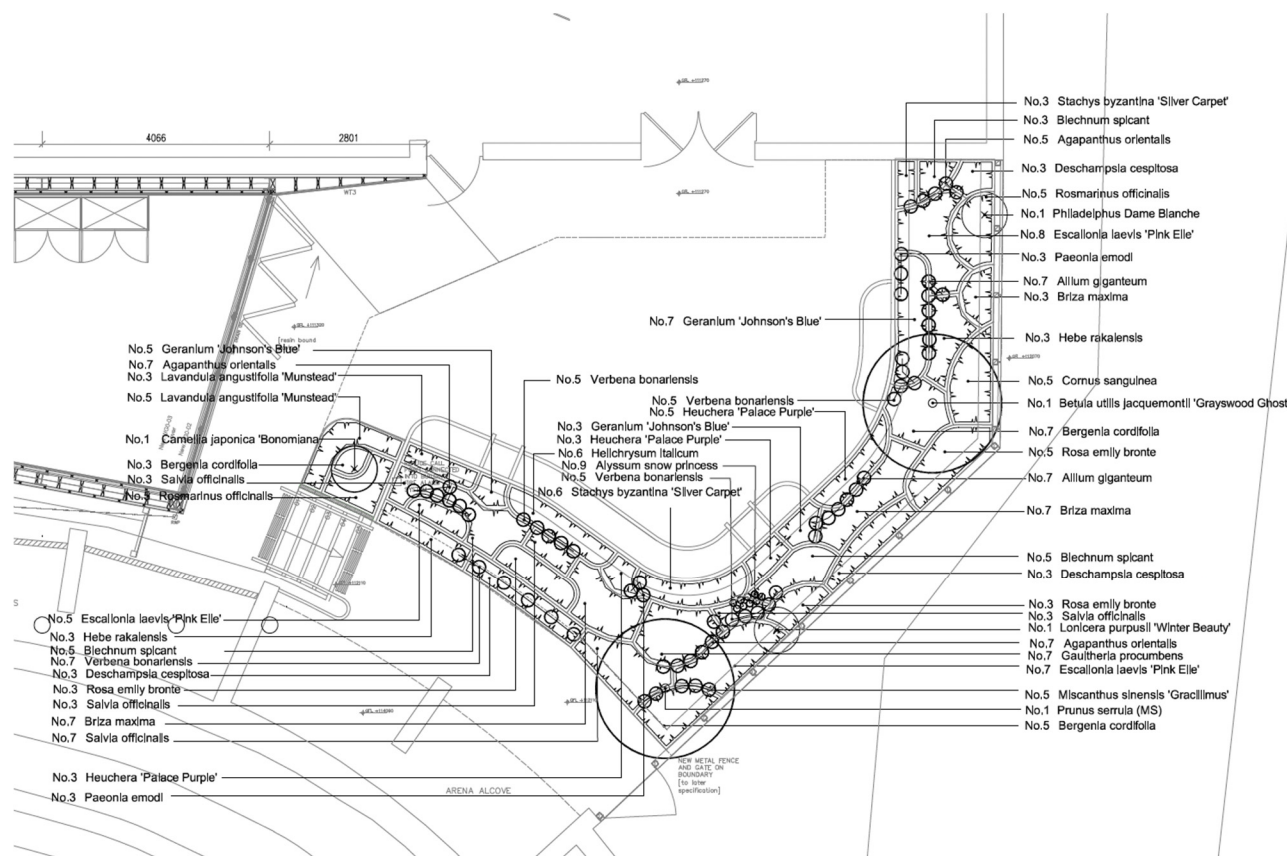 4066
2801
WT3
[resin bound
No.3 Stachys byzantina 'Silver Carpet'
No.3 Blechnum spicant
No.5 Agapanthus orientalis
No.3 Deschampsia cespitosa
No.5 Rosmarinus officinalis
No.1 Philadelphus Dame Blanche
No.8 Escallonia laevis 'Pink Elle'
No.3 Paeonia emodi
No.7 Allium giganteum
No.3 Briza maxima
No.7 Geranium 'Johnson's Blue'
No.3 Hebe rakaiensis
No.5 Cornus sanguinea
No.1 Betula utilis jacquemontii 'Grayswood Ghost
No.7 Bergenia cordifolia
No.5 Rosa emily bronte
No.7 Allium giganteum
No.7 Briza maxima
No.5 Blechnum spicant
No.3 Deschampsia cespitosa
No.3 Rosa emily bronte
No.3 Salvia officinalis
No.1 Lonicera purpusii 'Winter Beauty'
No.7 Agapanthus orientalis
No.7 Gaultheria procumbens
No.7 Escallonia laevis 'Pink Elle'
No.5 Miscanthus sinensis 'Gracillimus'
No.1 Prunus serrula (MS)
No.5 Bergenia cordifolia
No.5 Geranium 'Johnson's Blue'
No.7 Agapanthus orientalis
No.3 Lavandula angustifolia 'Munstead'
No.5 Lavandula angustifolia 'Munstead'
No.1 Camellia japonica 'Bonomiana
No.3 Bergenia cordifolia
No.3 Salvia officinalis
No.5 Rosmarinus officinalis
No.5 Verbena bonariensis
No.5 Verbena bonariensis
No.5 Heuchera 'Palace Purple'
No.3 Geranium 'Johnson's Blue'
No.3 Heuchera 'Palace Purple'
No.6 Helichrysum italicum
No.9 Alyssum snow princess
No.5 Verbena bonariensis
No.6 Stachys byzantina 'Silver Carpet'
No.5 Escallonia laevis 'Pink Elle'
No.3 Hebe rakaiensis
No.5 Blechnum spicant
No.7 Verbena bonariensis
No.3 Deschampsia cespitosa
No.3 Rosa emily bronte
No.3 Salvia officinalis
No.7 Briza maxima
No.7 Salvia officinalis
No.3 Heuchera 'Palace Purple'
No.3 Paeonia emodi
NEW METAL FENCE
AND GATE ON
BOUNDARY
[to later
specification]
ARENA ALCOVE